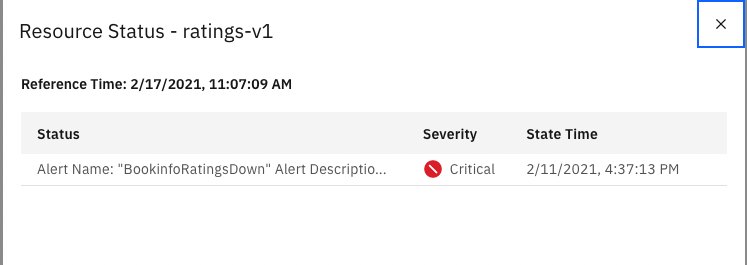 Resource Status - ratings-v1
Reference Time: 2/17/2021, 11:07:09 AM
Status Severity State Time
Alert Name: "BookinfoRatingsDown" Alert Descriptio... Critical 2/11/2021, 4:37:13 PM